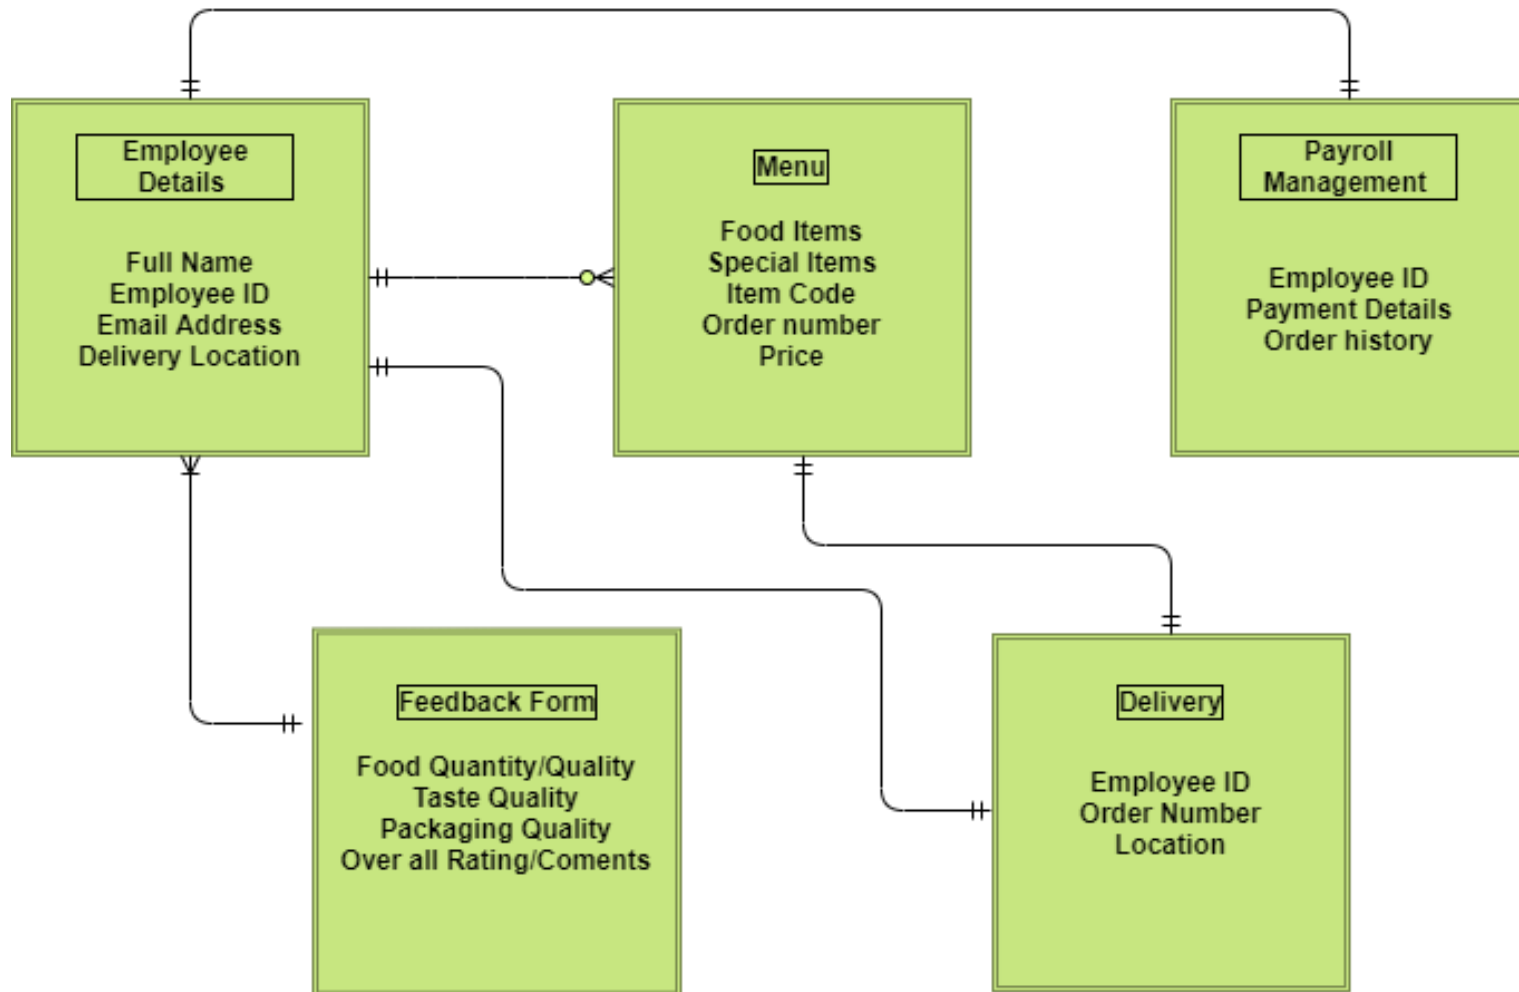 Employee
Details
Full Name
Employee ID
Email Address
Delivery Location
Menu
Food Items
Special Items
Item Code
Order number
Price
Payroll
Management
Employee ID
Payment Details
Order history
Feedback Form
Food Quantity/Quality
Taste Quality
Packaging Quality
Over all Rating/Coments
Delivery
Employee ID
Order Number
Location